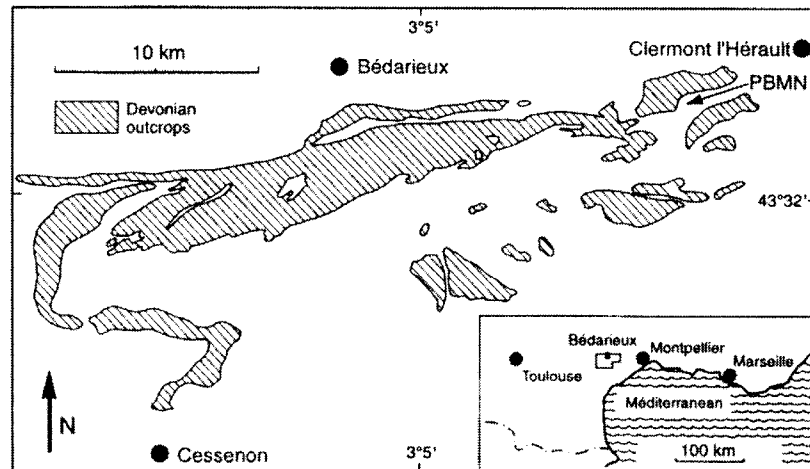 3°5'
10 km
Bédarieux
Clermont l'Hérault
PBMN
Devonian
outcrops
43°32'
N
Cessenon
3°5'
Bédarieux
Montpellier
Toulouse
Marseille
Méditerranean
100 km